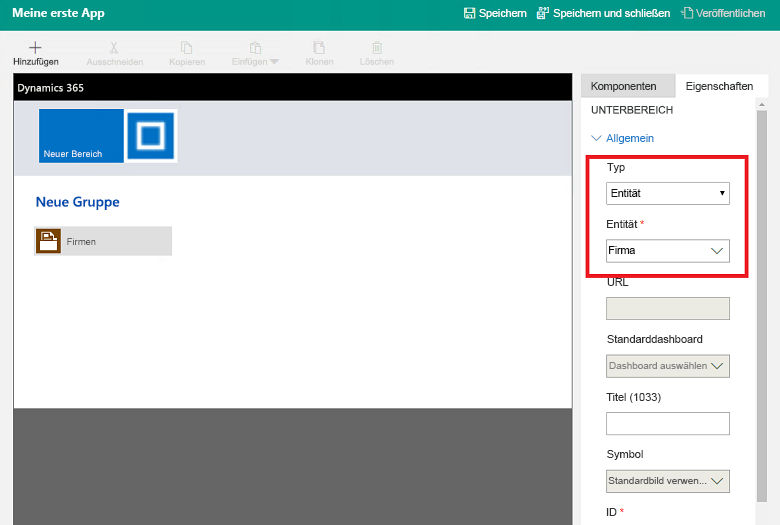 Meine erste App
Speichern
Speichern und schließen
Veröffentlichen
Hinzufügen
Ausschneiden
Kopieren
Einfügen
Klonen
Löschen
Dynamics 365
Neuer Bereich
Neue Gruppe
Firmen
Komponenten
Eigenschaften
UNTERBEREICH
Allgemein
Typ
Entität
Entität *
Firma
URL
Standarddashboard
Dashboard auswählen
Titel (1033)
Symbol
Standardbild verwen...
ID *